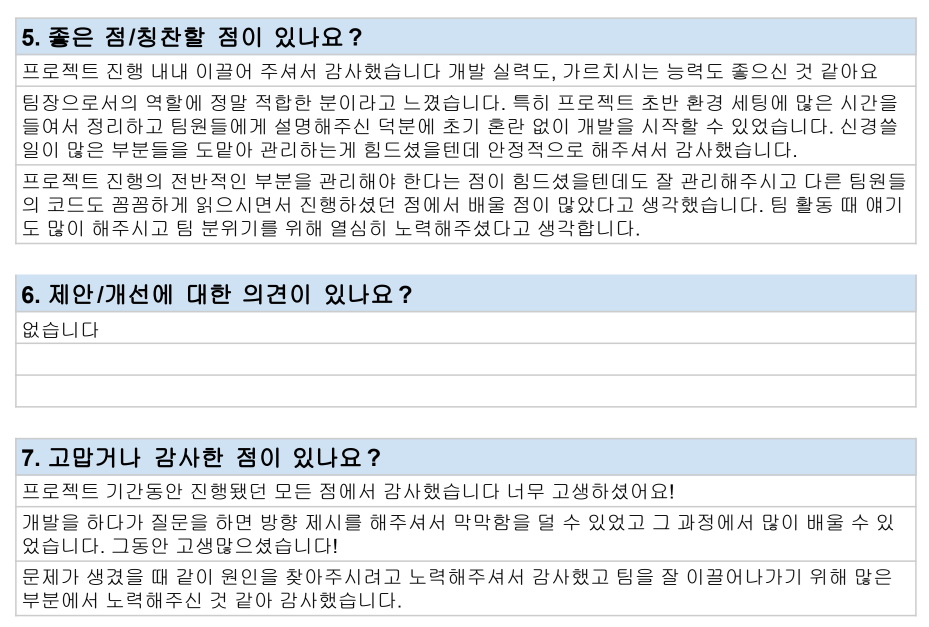 5. 좋은 점/칭찬할 점이 있나요?
프로젝트 진행 내내 이끌어 주셔서 감사했습니다 개발 실력도, 가르치시는 능력도 좋으신 것 같아요
팀장으로서의 역할에 정말 적합한 분이라고 느꼈습니다. 특히 프로젝트 초반 환경 세팅에 많은 시간을
들여서 정리하고 팀원들에게 설명해주신 덕분에 초기 혼란 없이 개발을 시작할 수 있었습니다. 신경쓸
일이 많은 부분들을 도맡아 관리하는게 힘드셨을텐데 안정적으로 해주셔서 감사했습니다.
프로젝트 진행의 전반적인 부분을 관리해야 한다는 점이 힘드셨을텐데도 잘 관리해주시고 다른 팀원들
의 코드도 꼼꼼하게 읽으시면서 진행하셨던 점에서 배울 점이 많았다고 생각했습니다. 팀 활동 때 얘기
도 많이 해주시고 팀 분위기를 위해 열심히 노력해주셨다고 생각합니다.
6. 제안/개선에 대한 의견이 있나요?
없습니다
7. 고맙거나 감사한 점이 있나요?
프로젝트 기간동안 진행됐던 모든 점에서 감사했습니다 너무 고생하셨어요!
개발을 하다가 질문을 하면 방향 제시를 해주셔서 막막함을 덜 수 있었고 그 과정에서 많이 배울 수 있
었습니다. 그동안 고생많으셨습니다!
문제가 생겼을 때 같이 원인을 찾아주시려고 노력해주셔서 감사했고 팀을 잘 이끌어나가기 위해 많은
부분에서 노력해주신 것 같아 감사했습니다.